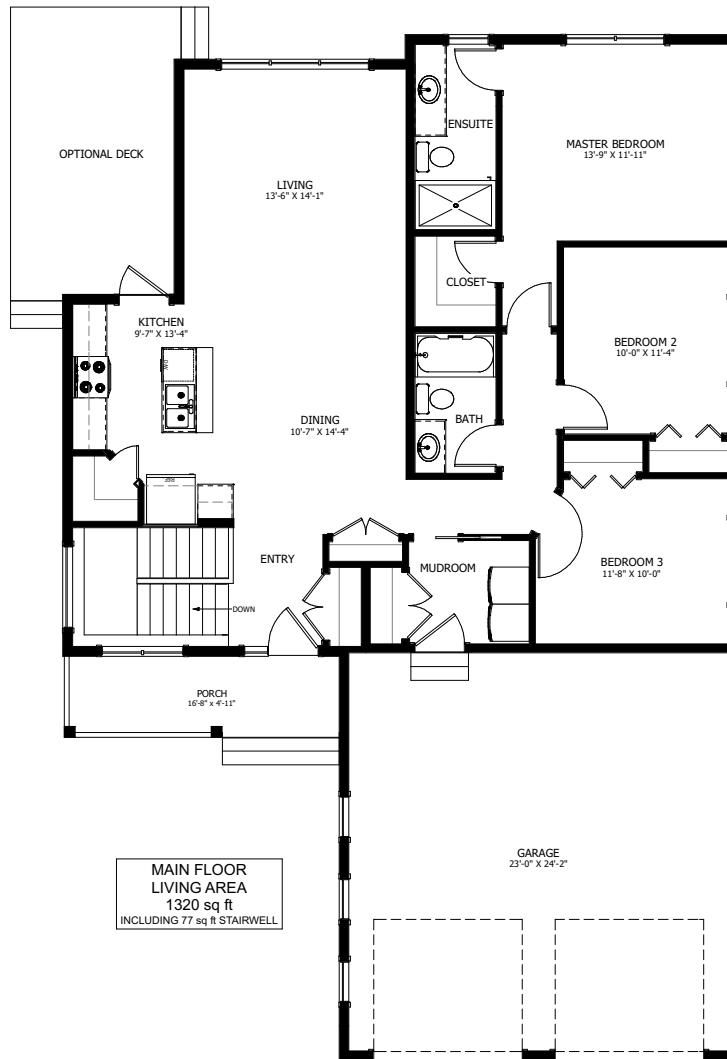 OPTIONAL DECK
ENSUITE
MASTER BEDROOM
13'-9" X 11'-11"
LIVING
13'-6" X 14'-1"
CLOSET
KITCHEN
9'-7" X 13'-4"
D/W
BEDROOM 2
10'-0" X 11'-4"
DINING
10'-7" X 14'-4"
BATH
REF.
ENTRY
MUDROOM
BEDROOM 3
11'-8" X 10'-0"
DOWN
PORCH
16'-8" x 4'-11"
GARAGE
23'-0" X 24'-2"
MAIN FLOOR
LIVING AREA
1320 sq ft
INCLUDING 77 sq ft STAIRWELL